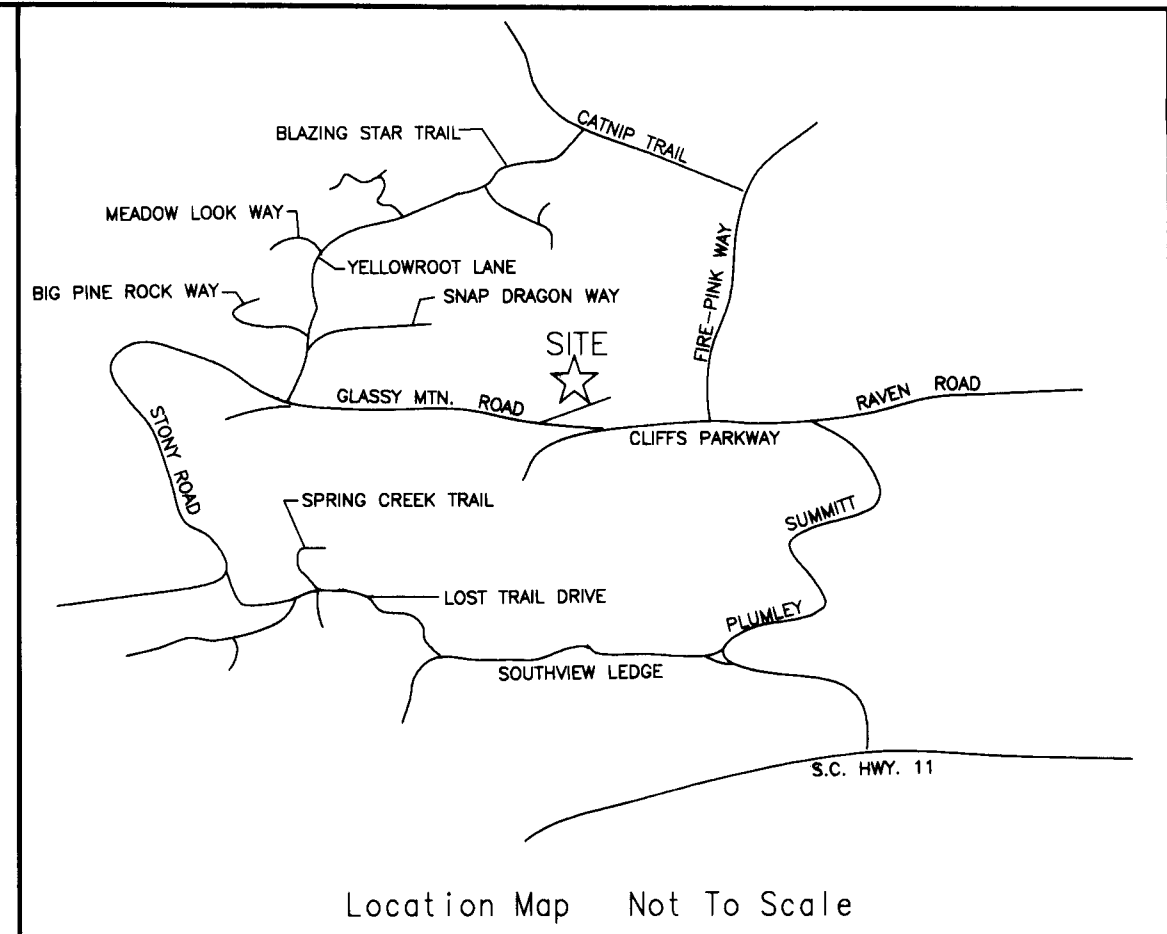 CATNIP TRAIL
BLAZING STAR TRAIL
MEADOW LOOK WAY
YELLOWROOT LANE
BIG PINE ROCK WAY
SNAP DRAGON WAY
FIRE-PINK WAY
SITE
GLASSY MTN. ROAD
RAVEN ROAD
CLIFFS PARKWAY
STONY ROAD
SPRING CREEK TRAIL
SUMMITT
LOST TRAIL DRIVE
PLUMLEY
SOUTHVIEW LEDGE
S.C. HWY. 11
Location Map Not To Scale